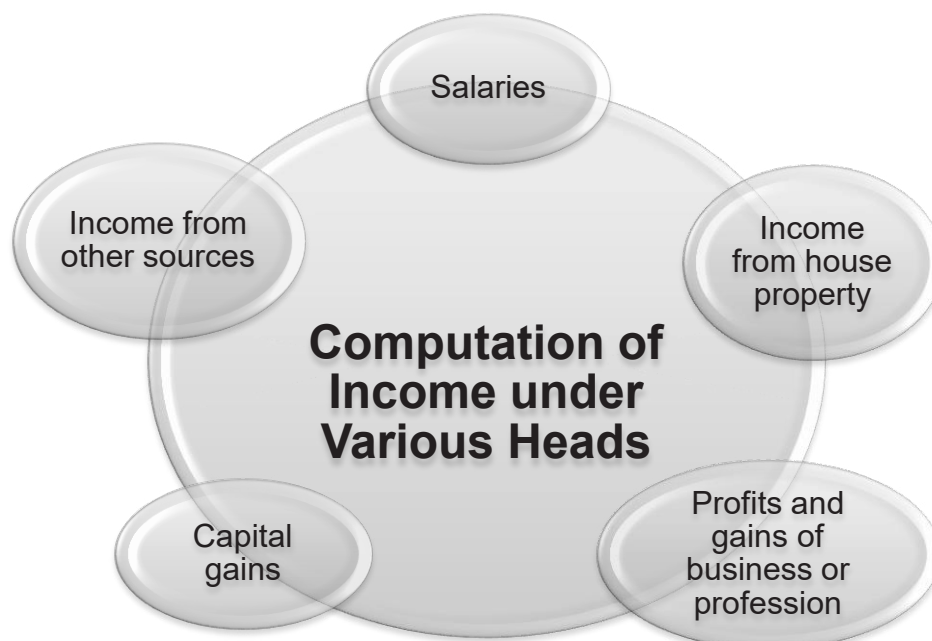 Salaries
Income from
other sources
Income
from house
property
Computation of
Income under
Various Heads
Capital
gains
Profits and
gains of
business or
profession